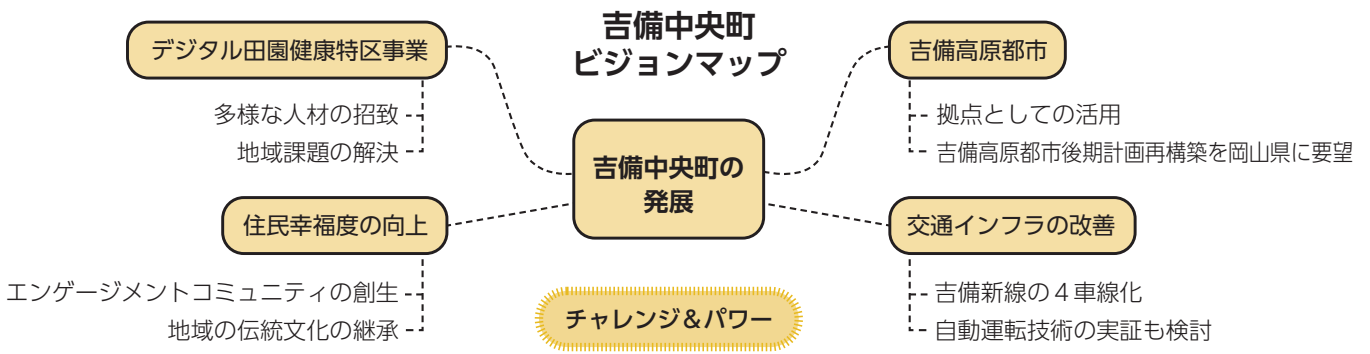 吉備中央町
ビジョンマップ
デジタル田園健康特区事業
多様な人材の招致
地域課題の解決
吉備高原都市
拠点としての活用
吉備高原都市後期計画再構築を岡山県に要望
吉備中央町の
発展
住民幸福度の向上
エンゲージメントコミュニティの創生
地域の伝統文化の継承
交通インフラの改善
吉備新線の４車線化
自動運転技術の実証も検討
チャレンジ＆パワー